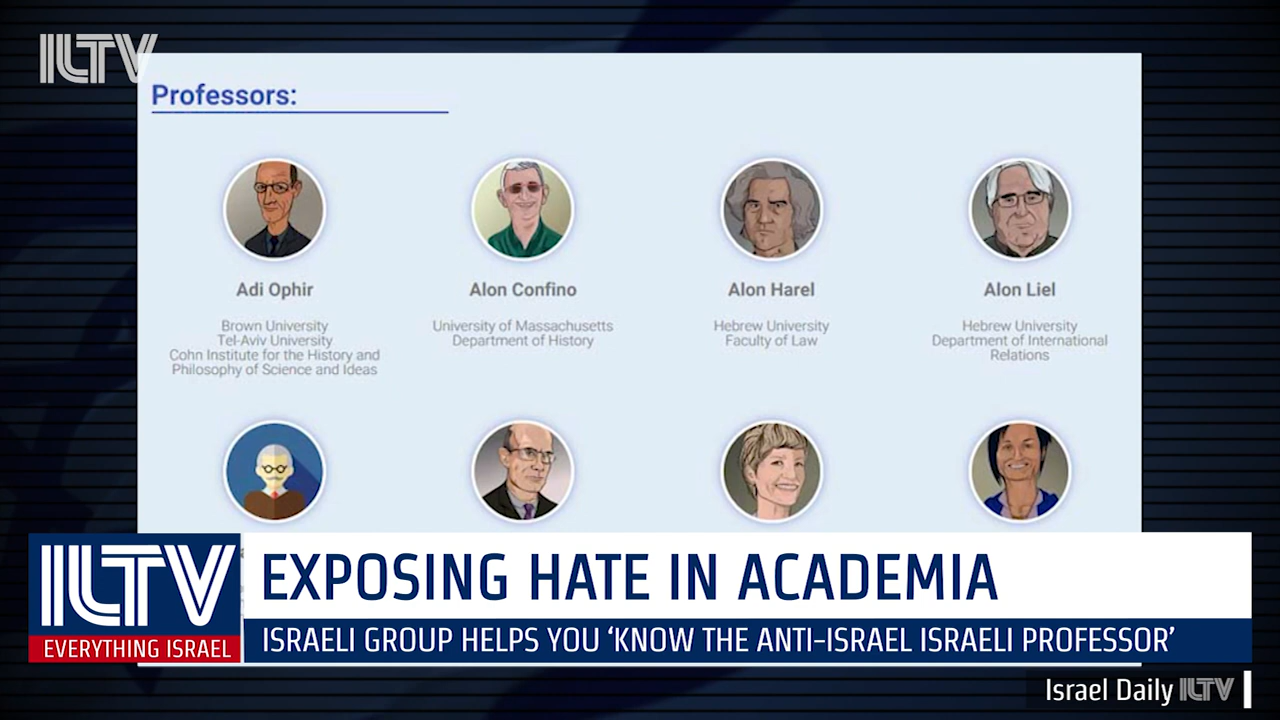 ILTV
Professors:
Adi Ophir
Alon Confino
Alon Harel
Alon Liel
Brown University
Tel-Aviv University
Cohn Institute for the History and
Philosophy of Science and Ideas
University of Massachusetts
Department of History
Hebrew University
Faculty of Law
Hebrew University
Department of International
Relations
ILTV
EVERYTHING ISRAEL
EXPOSING HATE IN ACADEMIA
ISRAELI GROUP HELPS YOU ‘KNOW THE ANTI-ISRAEL ISRAELI PROFESSOR’
Israel Daily ILTV